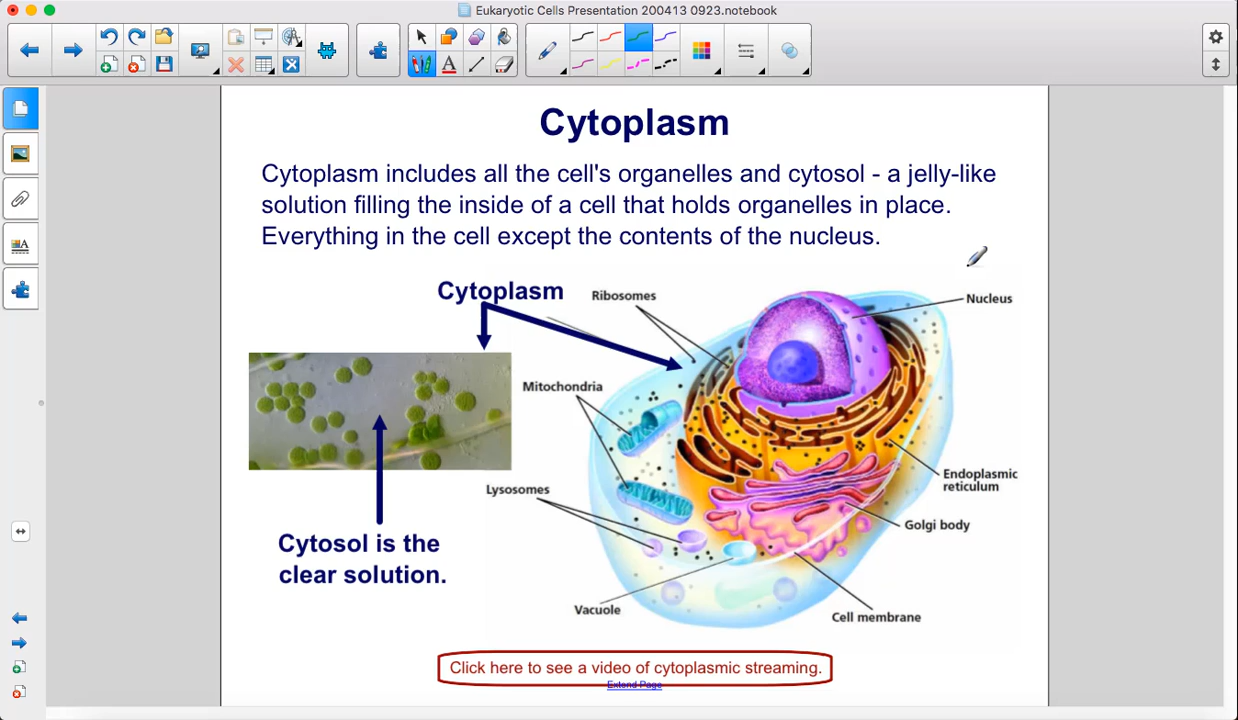 Eukaryotic Cells Presentation 200413 0923.notebook
A
A
Cytoplasm
Cytoplasm includes all the cell's organelles and cytosol - a jelly-like
solution filling the inside of a cell that holds organelles in place.
Everything in the cell except the contents of the nucleus.
Cytoplasm
Ribosomes
Nucleus
Mitochondria
Endoplasmic
reticulum
Lysosomes
Golgi body
Cytosol is the
clear solution.
Vacuole
Cell membrane
Click here to see a video of cytoplasmic streaming.
Extend Page